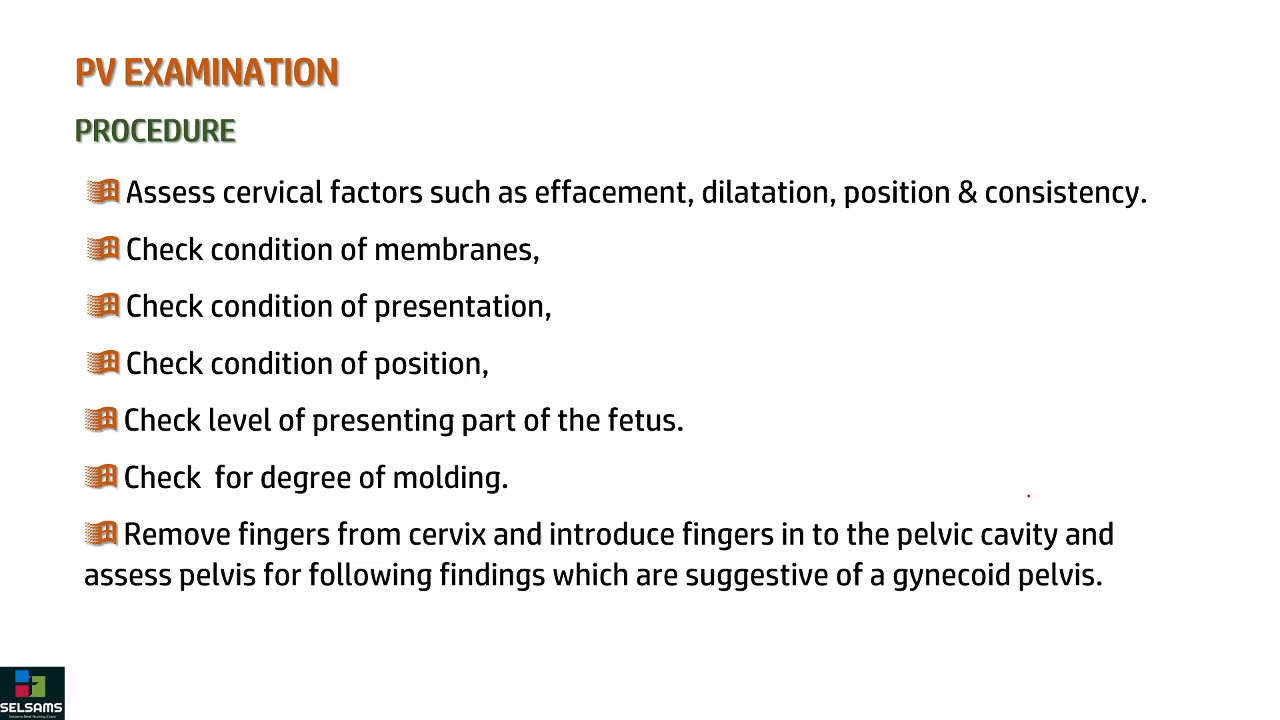 PV EXAMINATION
PROCEDURE
Assess cervical factors such as effacement, dilatation, position & consistency.
Check condition of membranes,
Check condition of presentation,
Check condition of position,
Check level of presenting part of the fetus.
Check for degree of molding.
Remove fingers from cervix and introduce fingers in to the pelvic cavity and
assess pelvis for following findings which are suggestive of a gynecoid pelvis.
SELSAMS